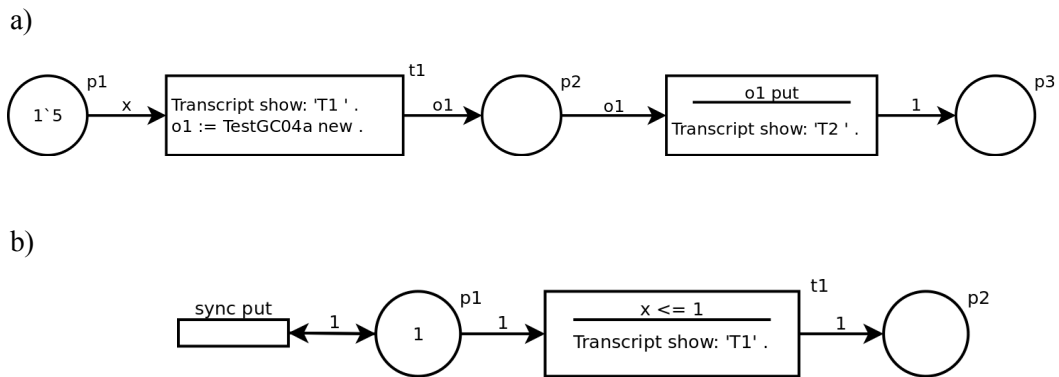 a)
p1
1`5
x
t1
Transcript show: 'T1 ' .
o1 := TestGC04a new .
o1
p2
o1
o1 put
Transcript show: 'T2 ' .
1
p3
b)
sync put
1
p1
1
1
t1
x <= 1
Transcript show: 'T1' .
1
p2